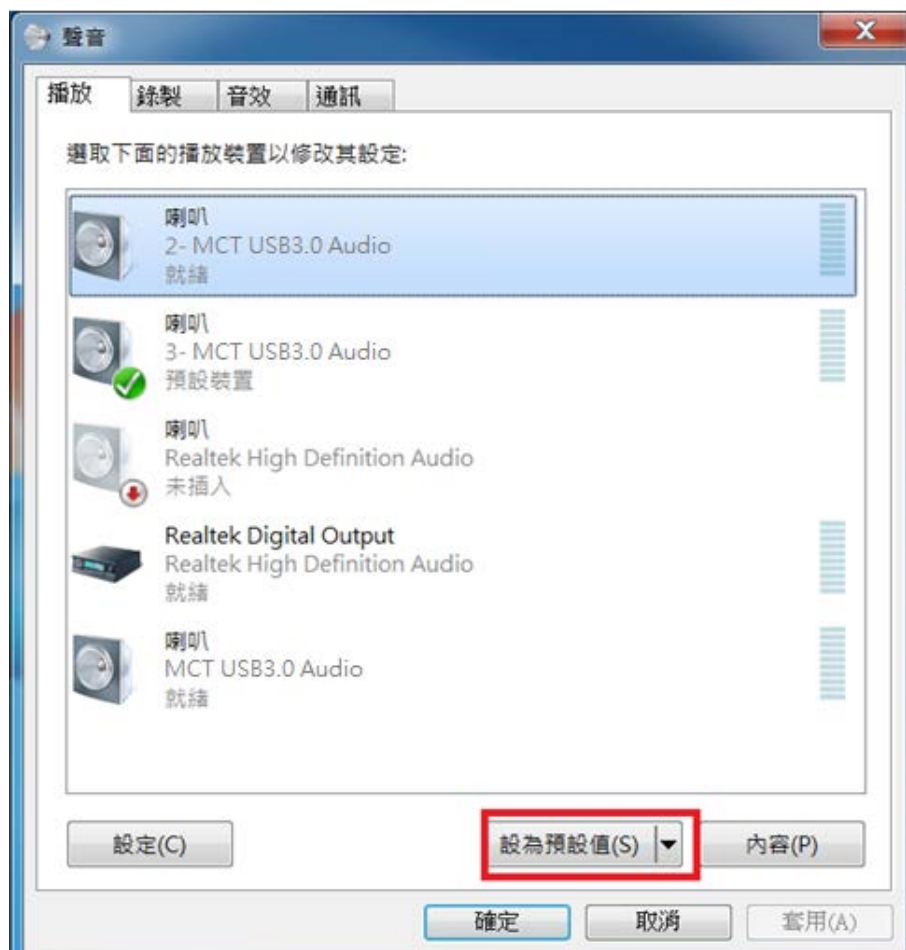 聲音
播放 錄製 音效 通訊
選取下面的播放裝置以修改其設定:
喇叭
2- MCT USB3.0 Audio
就緒
喇叭
3- MCT USB3.0 Audio
預設裝置
喇叭
Realtek High Definition Audio
未插入
Realtek Digital Output
Realtek High Definition Audio
就緒
喇叭
MCT USB3.0 Audio
就緒
設定(C) 設為預設值(S) 內容(P)
確定 取消 套用(A)